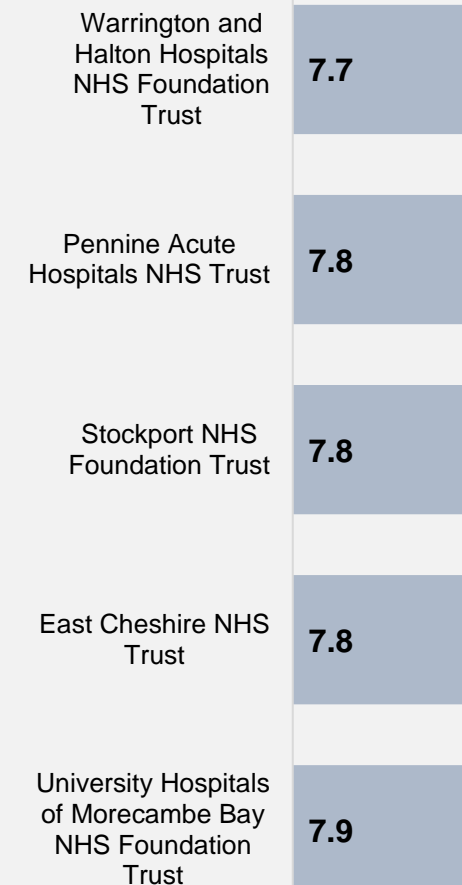 Warrington and
Halton Hospitals
NHS Foundation
Trust
7.7
Pennine Acute
Hospitals NHS Trust
7.8
Stockport NHS
Foundation Trust
7.8
East Cheshire NHS
Trust
7.8
University Hospitals
of Morecambe Bay
NHS Foundation
Trust
7.9